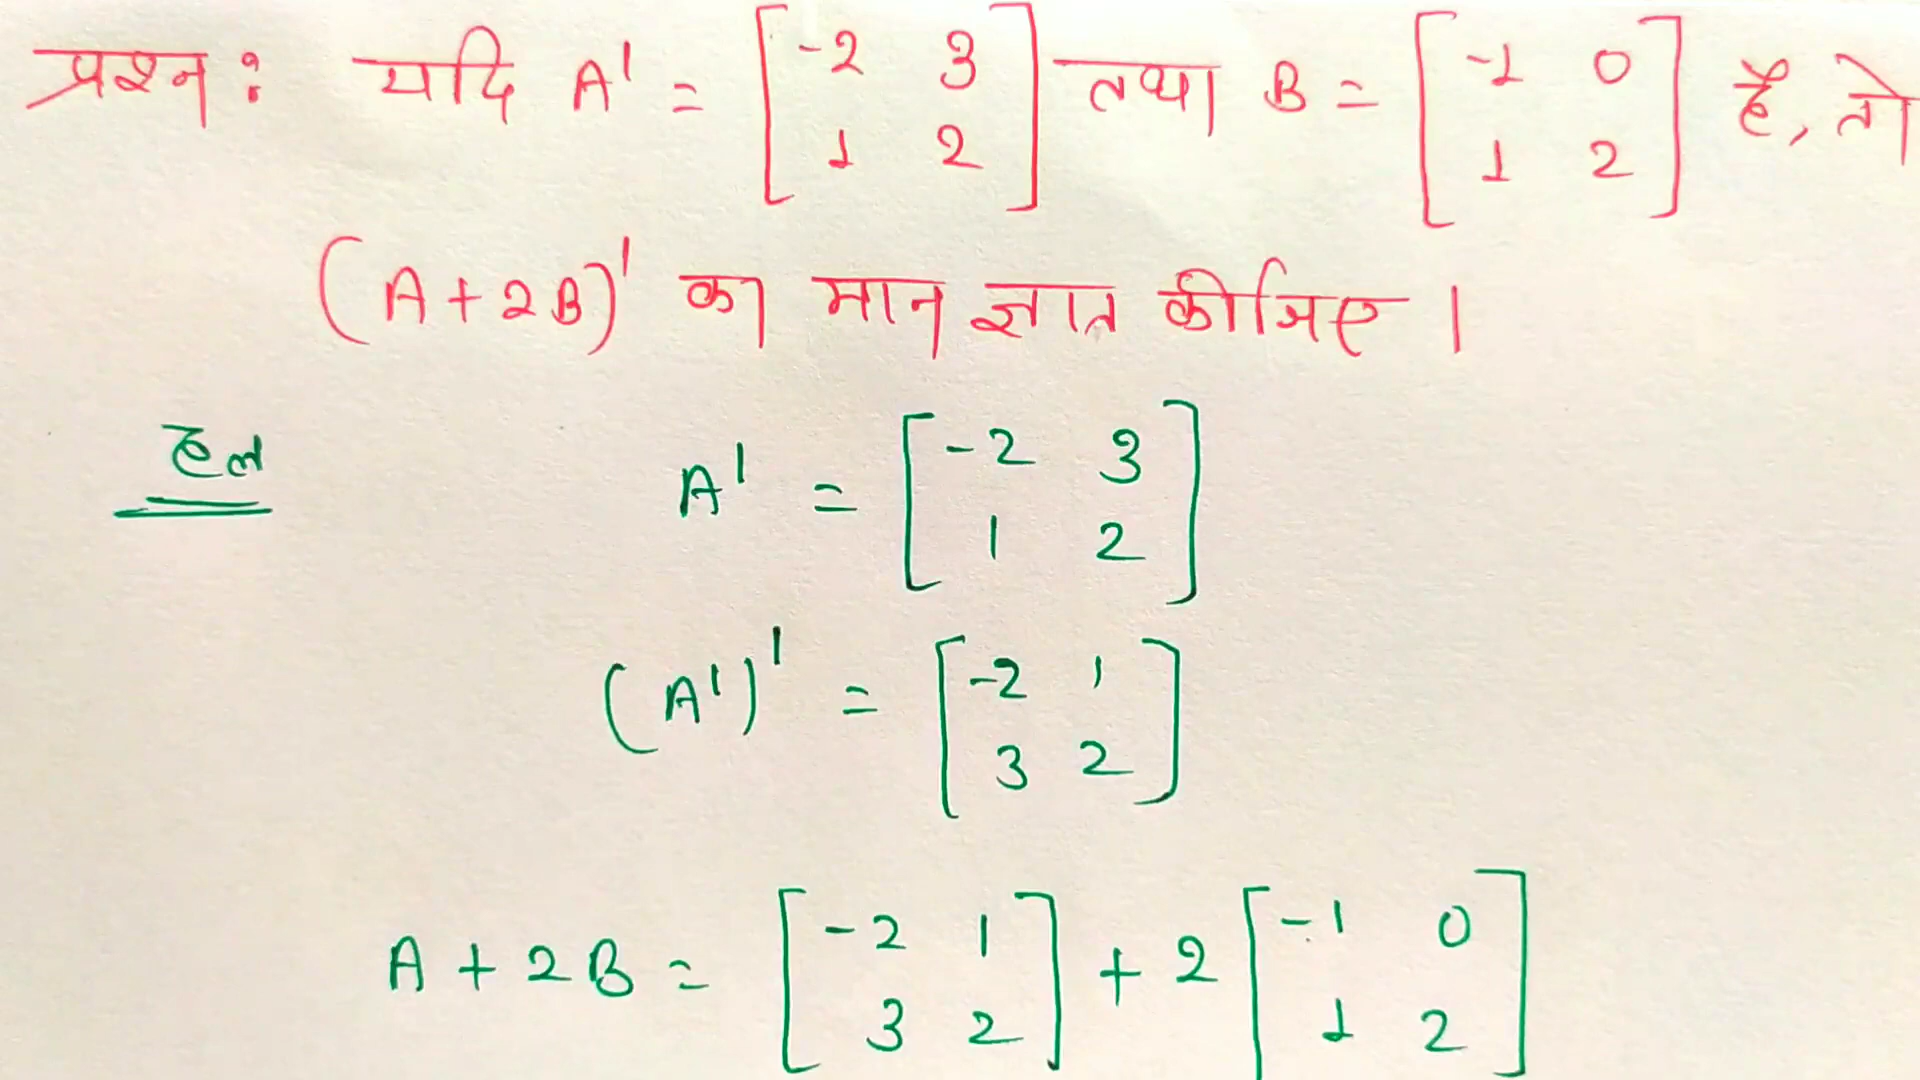 प्रश्न: यदि A' = [-2 3 1 2] तथा B = [-1 0 1 2] है, तो
(A+2B)' का मान ज्ञात कीजिए ।
हल A' = [-2 3 1 2]
(A')' = [-2 1 3 2]
A + 2B = [-2 1 3 2] + 2 [-1 0 1 2]